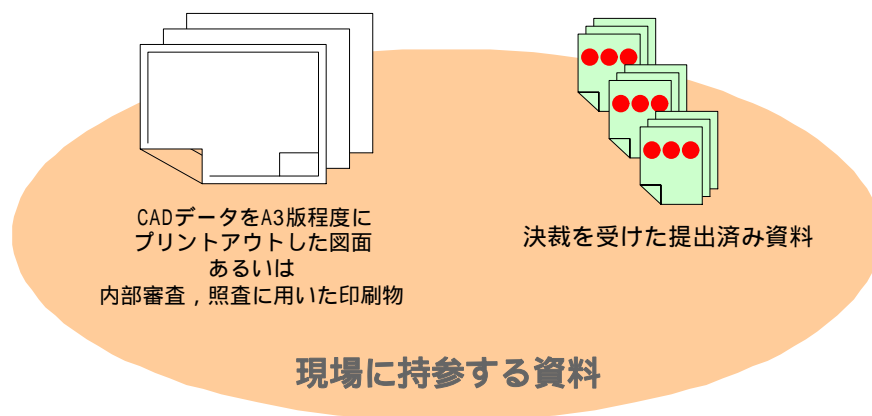 CADデータをA3版程度に
プリントアウトした図面
あるいは
内部審査，照査に用いた印刷物
決裁を受けた提出済み資料
現場に持参する資料